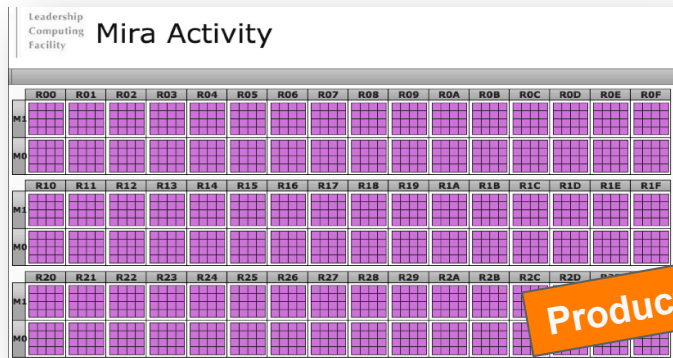 Leadership
Computing
Facility
Mira Activity
R00 R01 R02 R03 R04 R05 R06 R07 R08 R09 R0A R0B R0C R0D R0E R0F
M1
M0
R10 R11 R12 R13 R14 R15 R16 R17 R18 R19 R1A R1B R1C R1D R1E R1F
M1
M0
R20 R21 R22 R23 R24 R25 R26 R27 R28 R29 R2A R2B R2C R2D
M1
M0